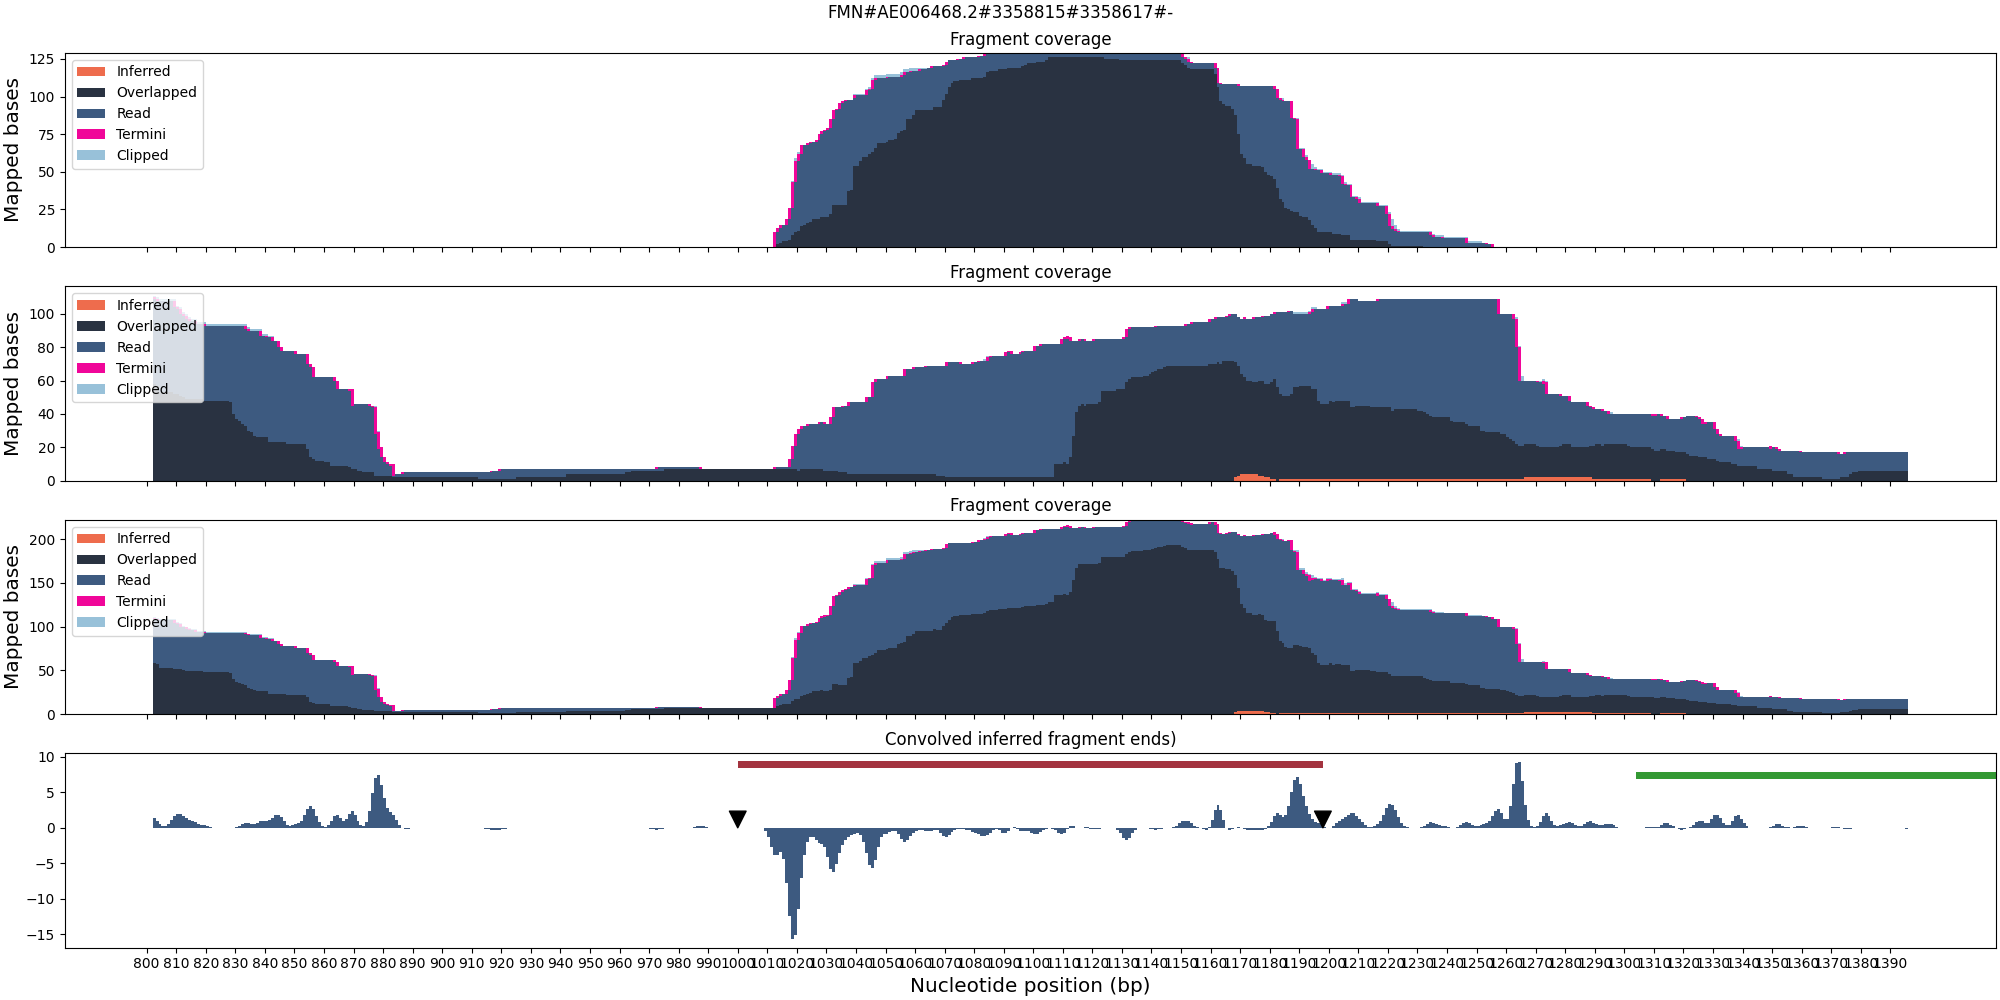 FMN#AE006468.2#3358815#3358617#-
Fragment coverage
Mapped bases
125
100
75
50
25
0
Inferred
Overlapped
Read
Termini
Clipped
Fragment coverage
Mapped bases
100
80
60
40
20
0
Inferred
Overlapped
Read
Termini
Clipped
Fragment coverage
Mapped bases
200
150
100
50
0
Inferred
Overlapped
Read
Termini
Clipped
Convolved inferred fragment ends)
10
5
0
−5
−10
−15
800 810 820 830 840 850 860 870 880 890 900 910 920 930 940 950 960 970 980 990 1000 1010 1020 1030 1040 1050 1060 1070 1080 1090 1100 1110 1120 1130 1140 1150 1160 1170 1180 1190 1200 1210 1220 1230 1240 1250 1260 1270 1280 1290 1300 1310 1320 1330 1340 1350 1360 1370 1380 1390
Nucleotide position (bp)